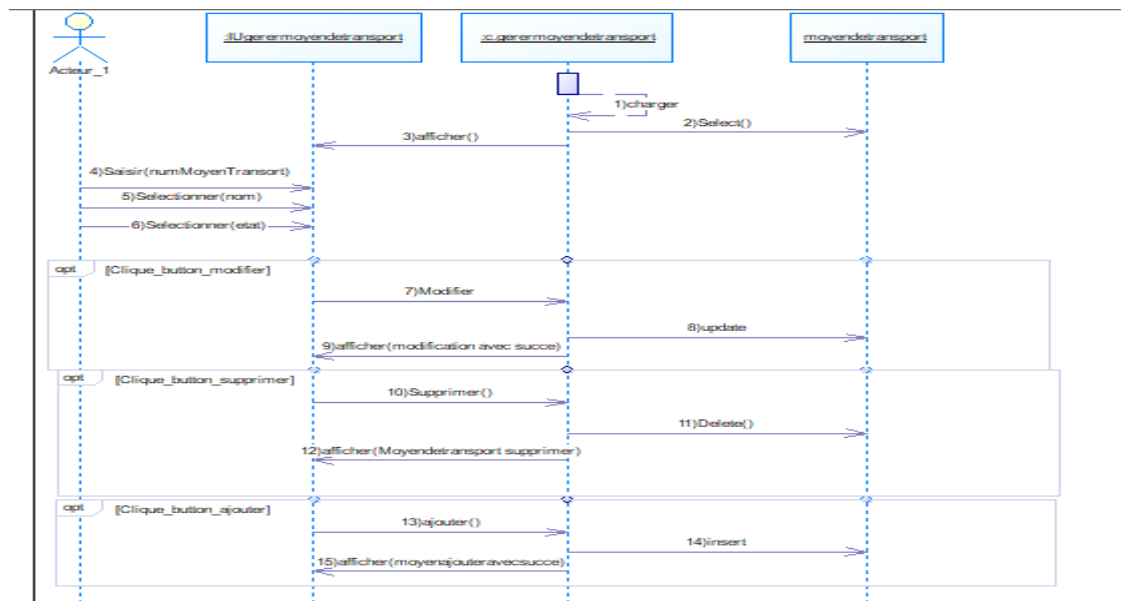 :IUgerermoyendetransport
:c.gerermoyendetransport
moyendetransport
Acteur_1
1)charger
2)Select()
3)afficher()
4)Saisir(numMoyenTransort)
5)Selectionner(nom)
6)Selectionner(etat)
opt [Clique_button_modifier]
7)Modifier
8)update
9)afficher(modification avec succe)
opt [Clique_button_supprimer]
10)Supprimer()
11)Delete()
12)afficher(Moyendetransport supprimer)
opt [Clique_button_ajouter]
13)ajouter()
14)insert
15)afficher(moyenajouteravecsucce)